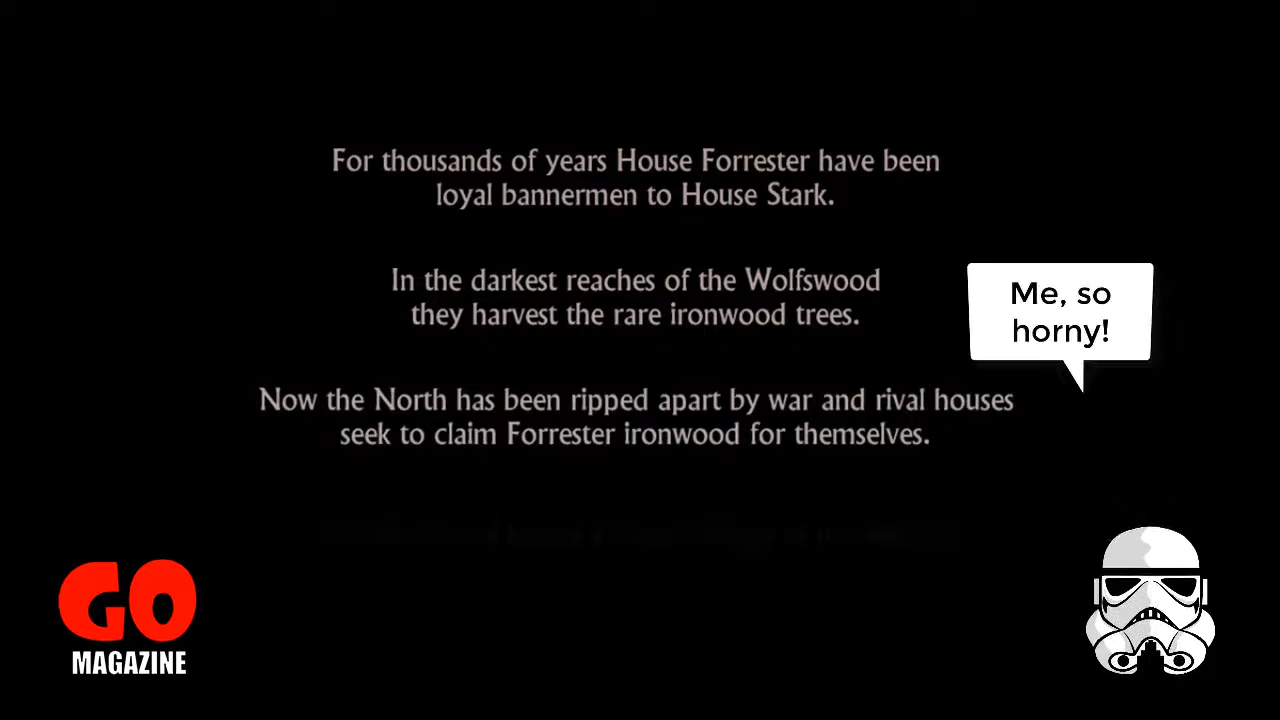 For thousands of years House Forrester have been
loyal bannermen to House Stark.
In the darkest reaches of the Wolfswood
they harvest the rare ironwood trees.
Me, so
horny!
Now the North has been ripped apart by war and rival houses
seek to claim Forrester ironwood for themselves.
GO
MAGAZINE